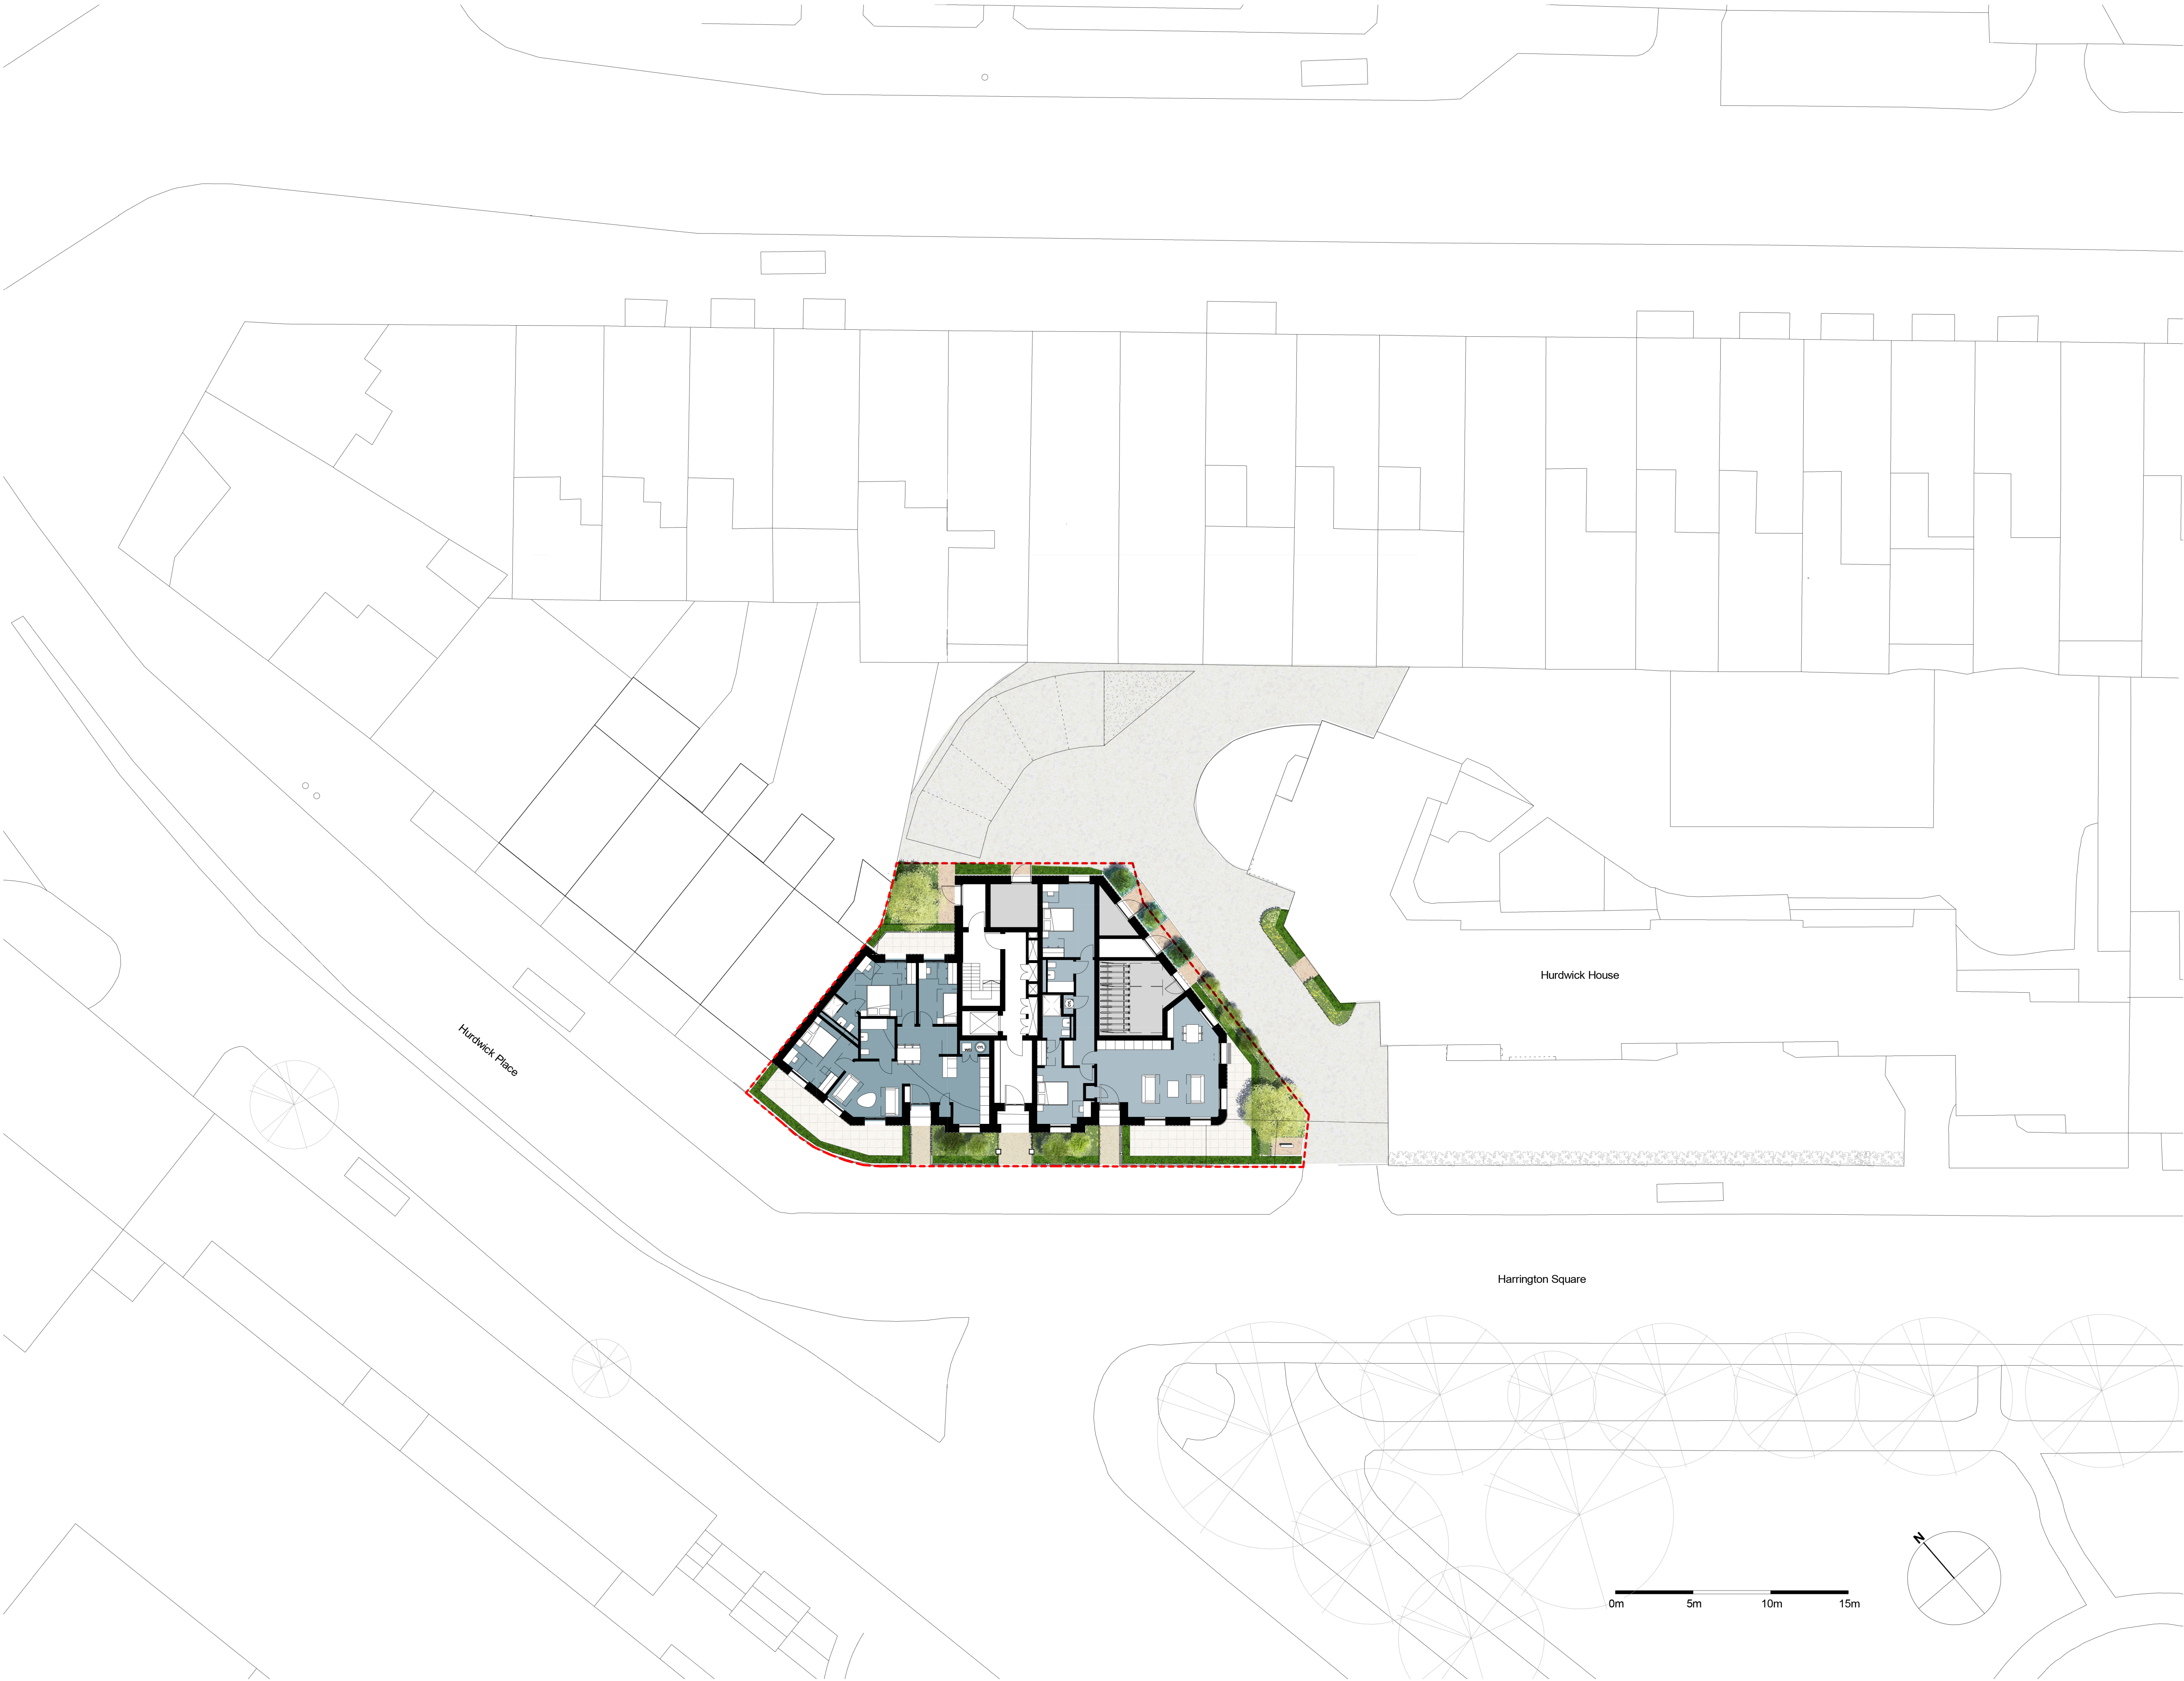 Hurdwick House
Hurdwick Place
Harrington Square
N
0m 5m 10m 15m